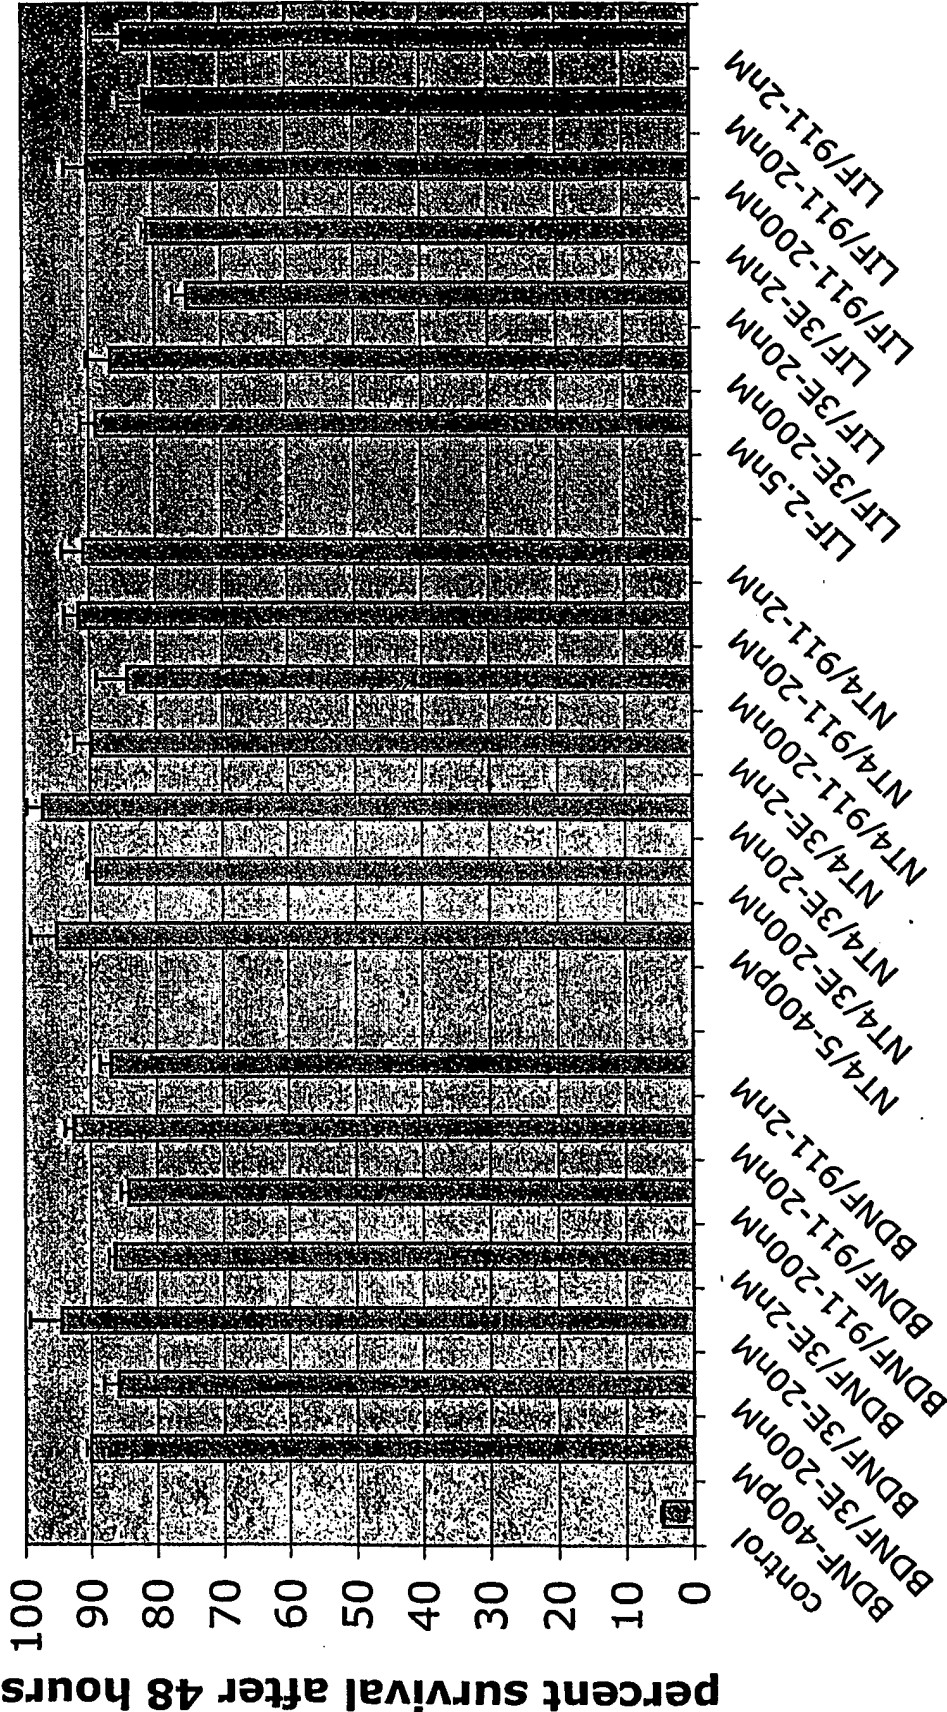 percent survival after 48 hours
100
90
80
70
60
50
40
30
20
10
0
control
BDNF-400pM
BDNF/3E-200nM
BDNF/3E-20nM
BDNF/3E-2nM
BDNF/911-200nM
BDNF/911-20nM
BDNF/911-2nM
NT4/5-400pM
NT4/3E-200nM
NT4/3E-20nM
NT4/3E-2nM
NT4/911-200nM
NT4/911-20nM
NT4/911-2nM
LIF-2.5nM
LIF/3E-200nM
LIF/3E-20nM
LIF/3E-2nM
LIF/911-200nM
LIF/911-20nM
LIF/911-2nM